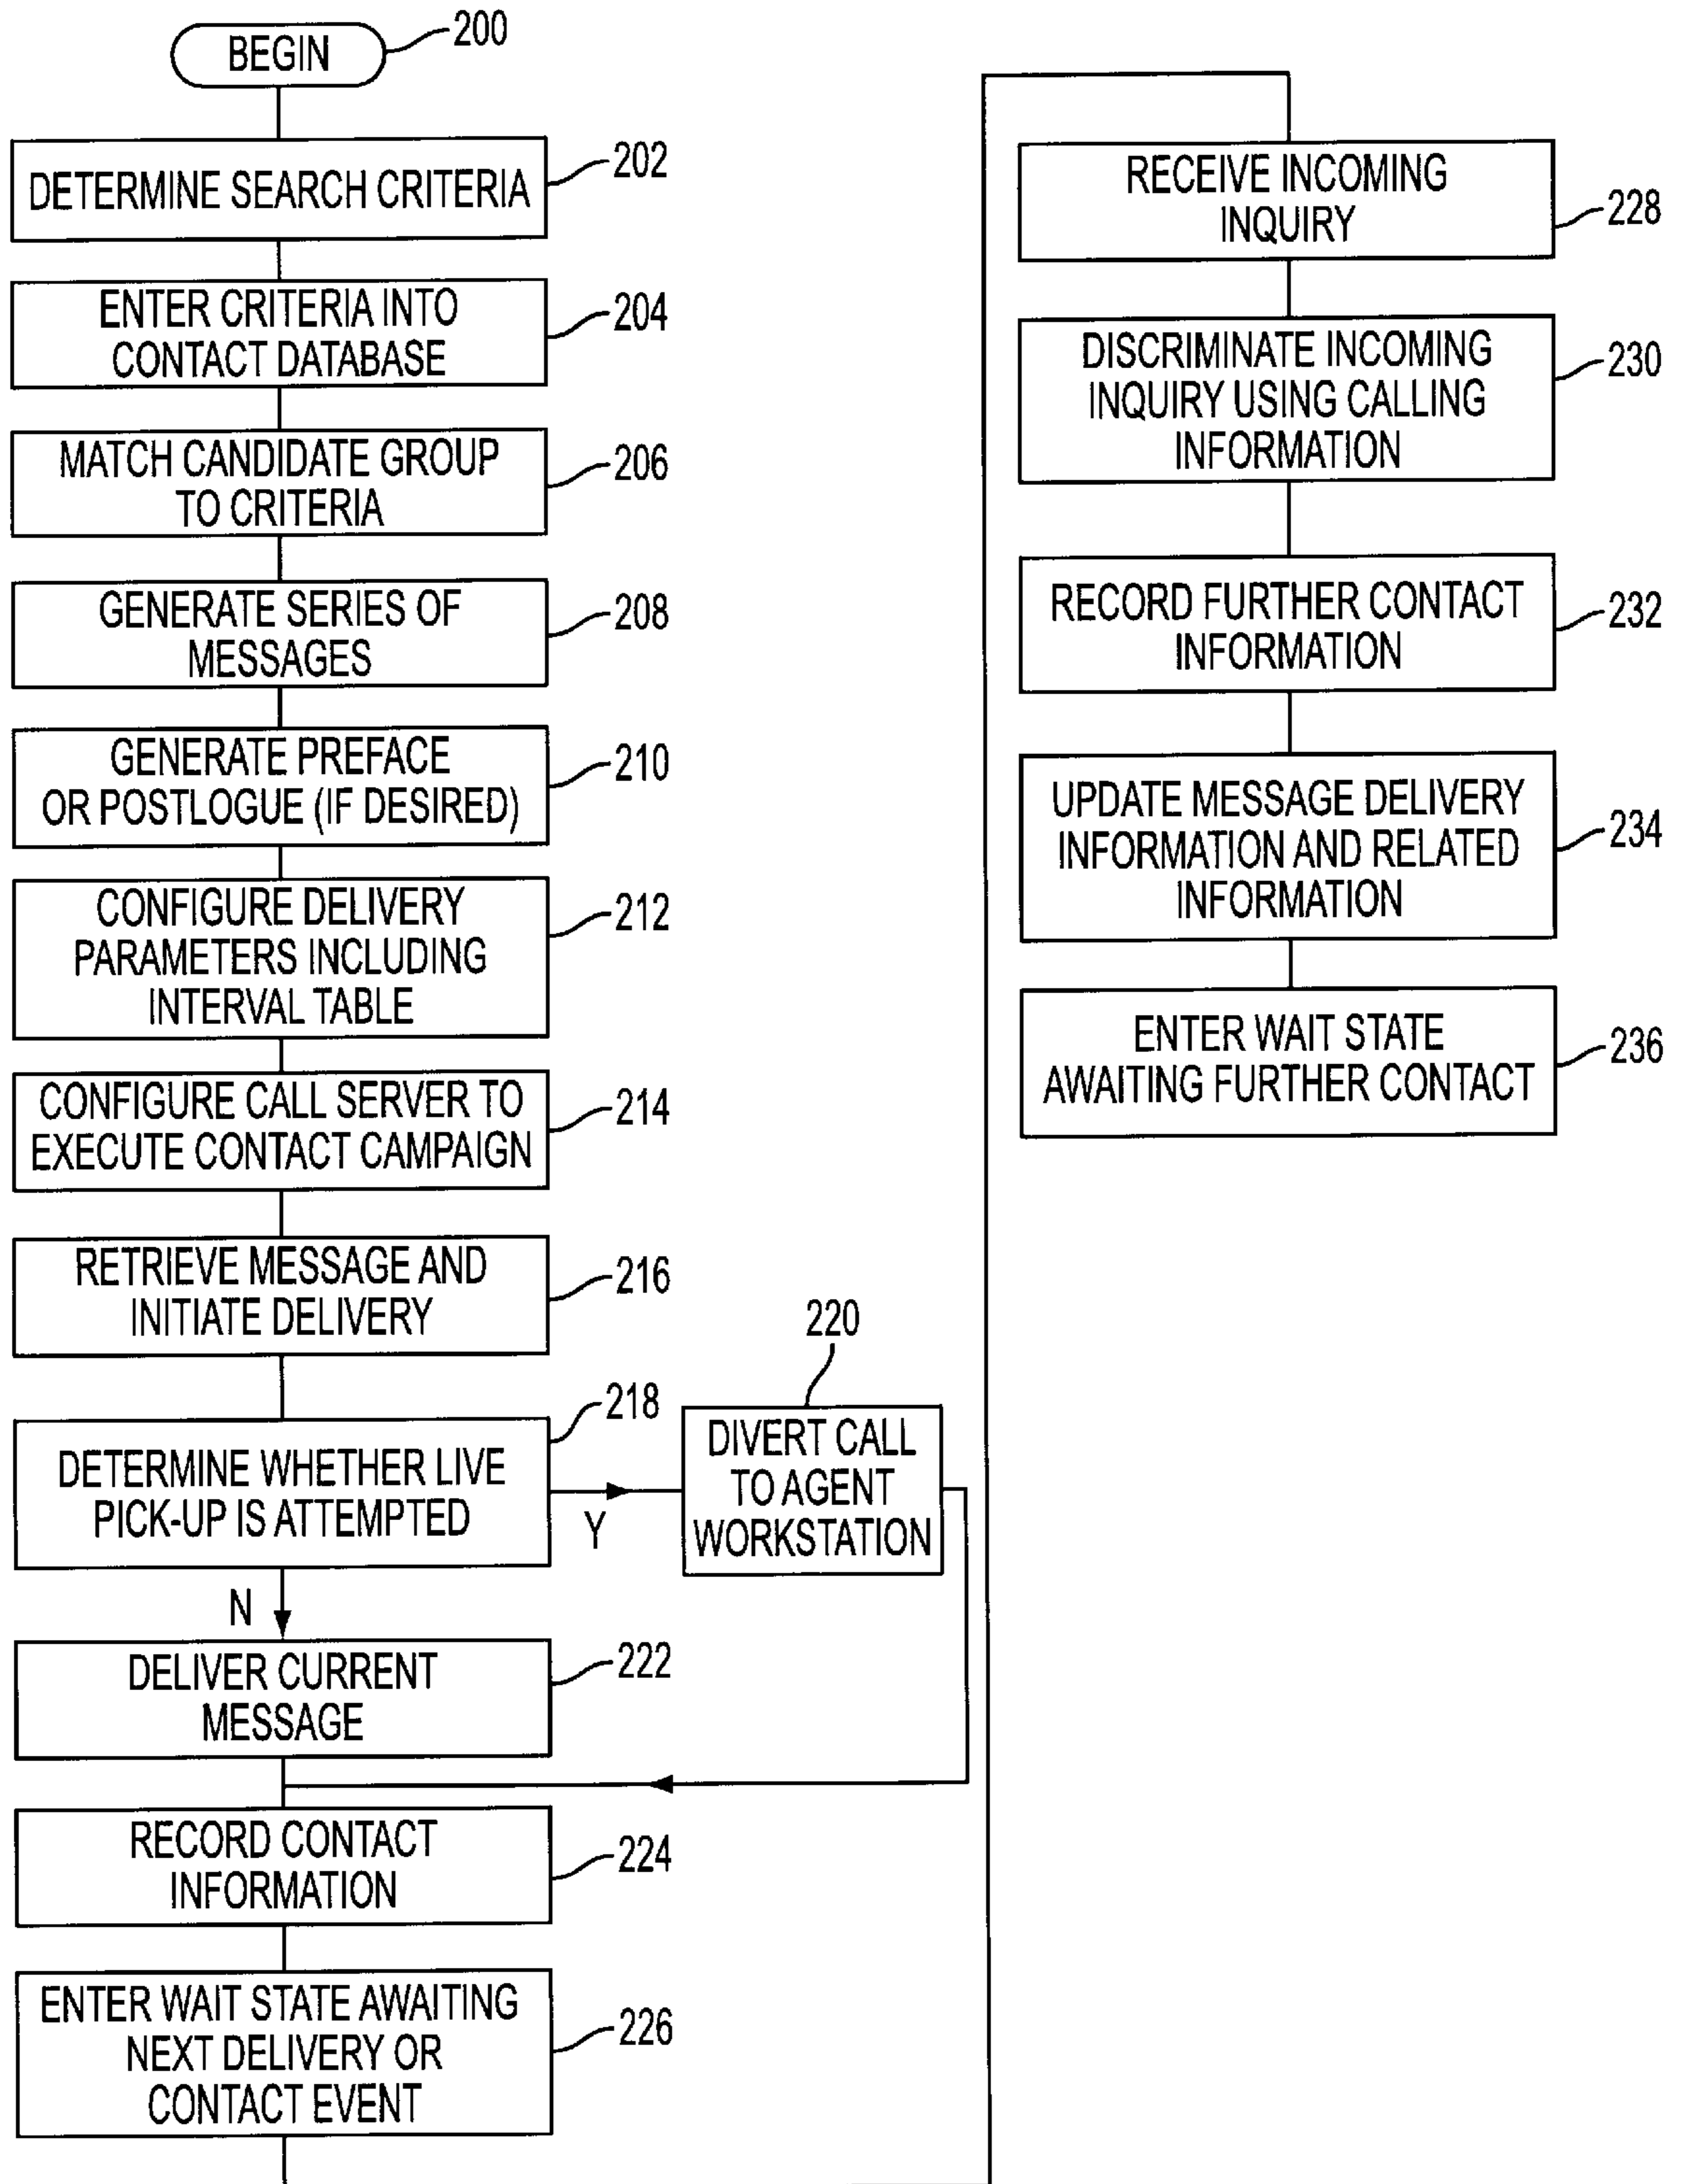 BEGIN
200
DETERMINE SEARCH CRITERIA
202
ENTER CRITERIA INTO
CONTACT DATABASE
204
MATCH CANDIDATE GROUP
TO CRITERIA
206
GENERATE SERIES OF
MESSAGES
208
GENERATE PREFACE
OR POSTLOGUE (IF DESIRED)
210
CONFIGURE DELIVERY
PARAMETERS INCLUDING
INTERVAL TABLE
212
CONFIGURE CALL SERVER TO
EXECUTE CONTACT CAMPAIGN
214
RETRIEVE MESSAGE AND
INITIATE DELIVERY
216
DETERMINE WHETHER LIVE
PICK-UP IS ATTEMPTED
218
Y
DIVERT CALL
TO AGENT
WORKSTATION
220
N
DELIVER CURRENT
MESSAGE
222
RECORD CONTACT
INFORMATION
224
ENTER WAIT STATE AWAITING
NEXT DELIVERY OR
CONTACT EVENT
226
RECEIVE INCOMING
INQUIRY
228
DISCRIMINATE INCOMING
INQUIRY USING CALLING
INFORMATION
230
RECORD FURTHER CONTACT
INFORMATION
232
UPDATE MESSAGE DELIVERY
INFORMATION AND RELATED
INFORMATION
234
ENTER WAIT STATE
AWAITING FURTHER CONTACT
236